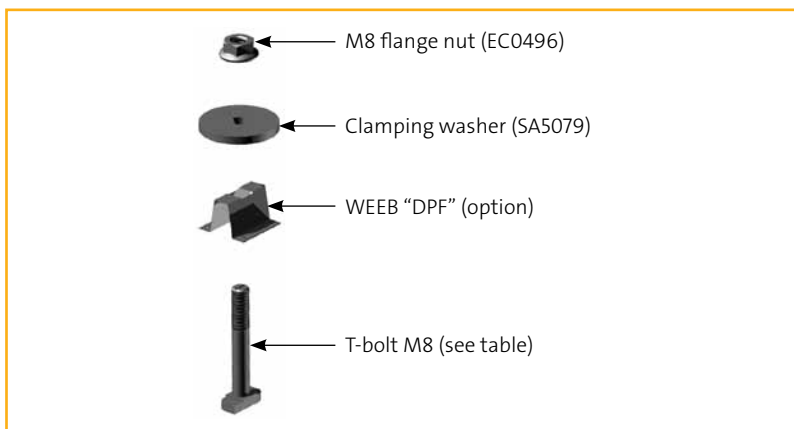 M8 flange nut (EC0496)
Clamping washer (SA5079)
WEEB “DPF” (option)
T-bolt M8 (see table)